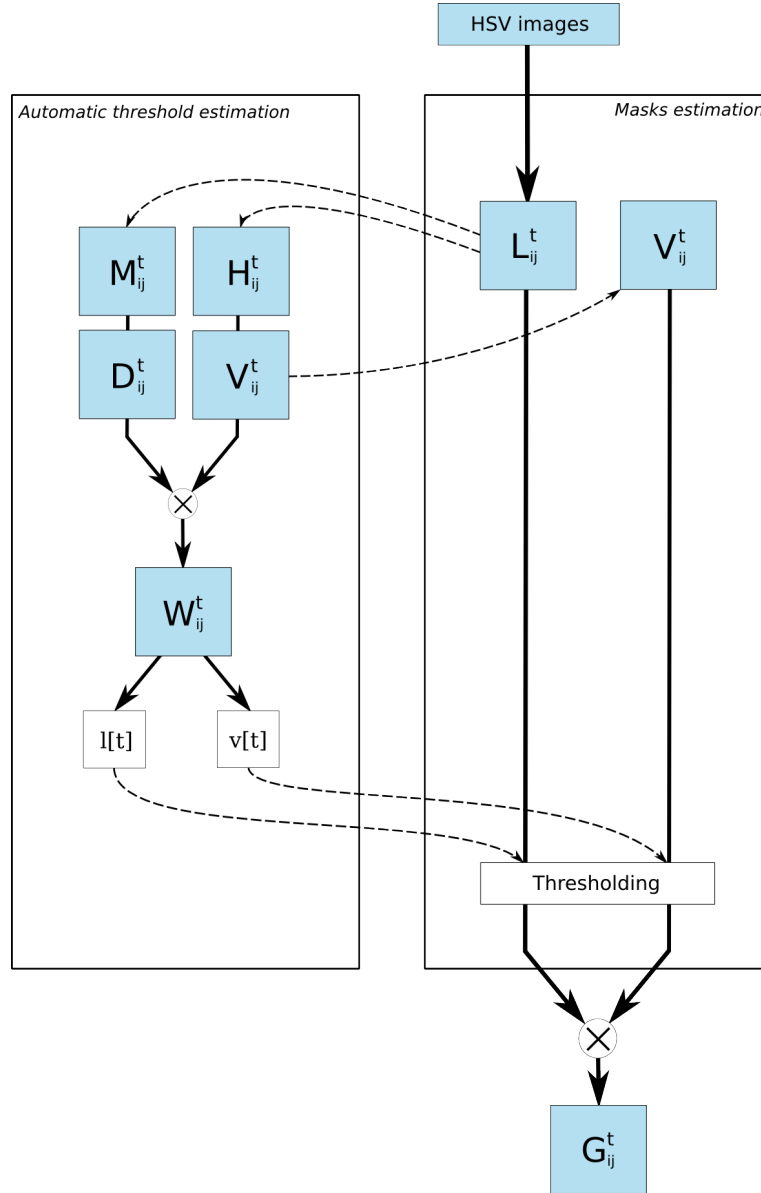 HSV images
Automatic threshold estimation
Masks estimation
M^t_ij
H^t_ij
L^t_ij
V^t_ij
D^t_ij
V^t_ij
W^t_ij
l[t]
v[t]
Thresholding
G^t_ij